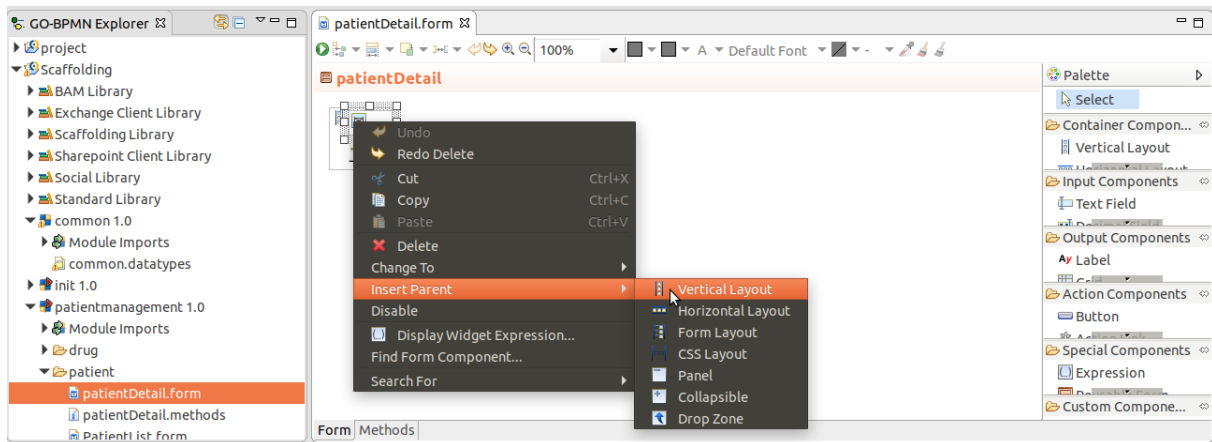 GO-BPMN Explorer
project
Scaffolding
BAM Library
Exchange Client Library
Scaffolding Library
Sharepoint Client Library
Social Library
Standard Library
common 1.0
Module Imports
common.datatypes
init 1.0
patientmanagement 1.0
Module Imports
drug
patient
patientDetail.form
patientDetail.methods
PatientList.form
patientDetail.form
100%
A
Default Font
patientDetail
Undo
Redo Delete
Cut Ctrl+X
Copy Ctrl+C
Paste Ctrl+V
Delete
Change To
Insert Parent
Disable
Display Widget Expression...
Find Form Component...
Search For
Vertical Layout
Horizontal Layout
Form Layout
CSS Layout
Panel
Collapsible
Drop Zone
Form
Methods
Palette
Select
Container Compon...
Vertical Layout
Input Components
Text Field
Output Components
Ay Label
Action Components
Button
Special Components
Expression
Custom Compone...